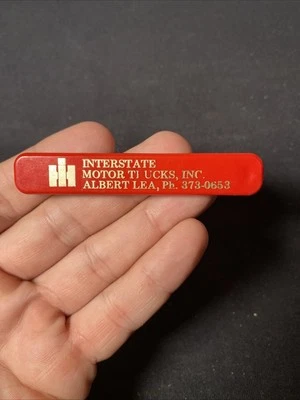 INTERSTATE
MOTOR TRUCKS, INC.
ALBERT LEA, Ph. 373-0653